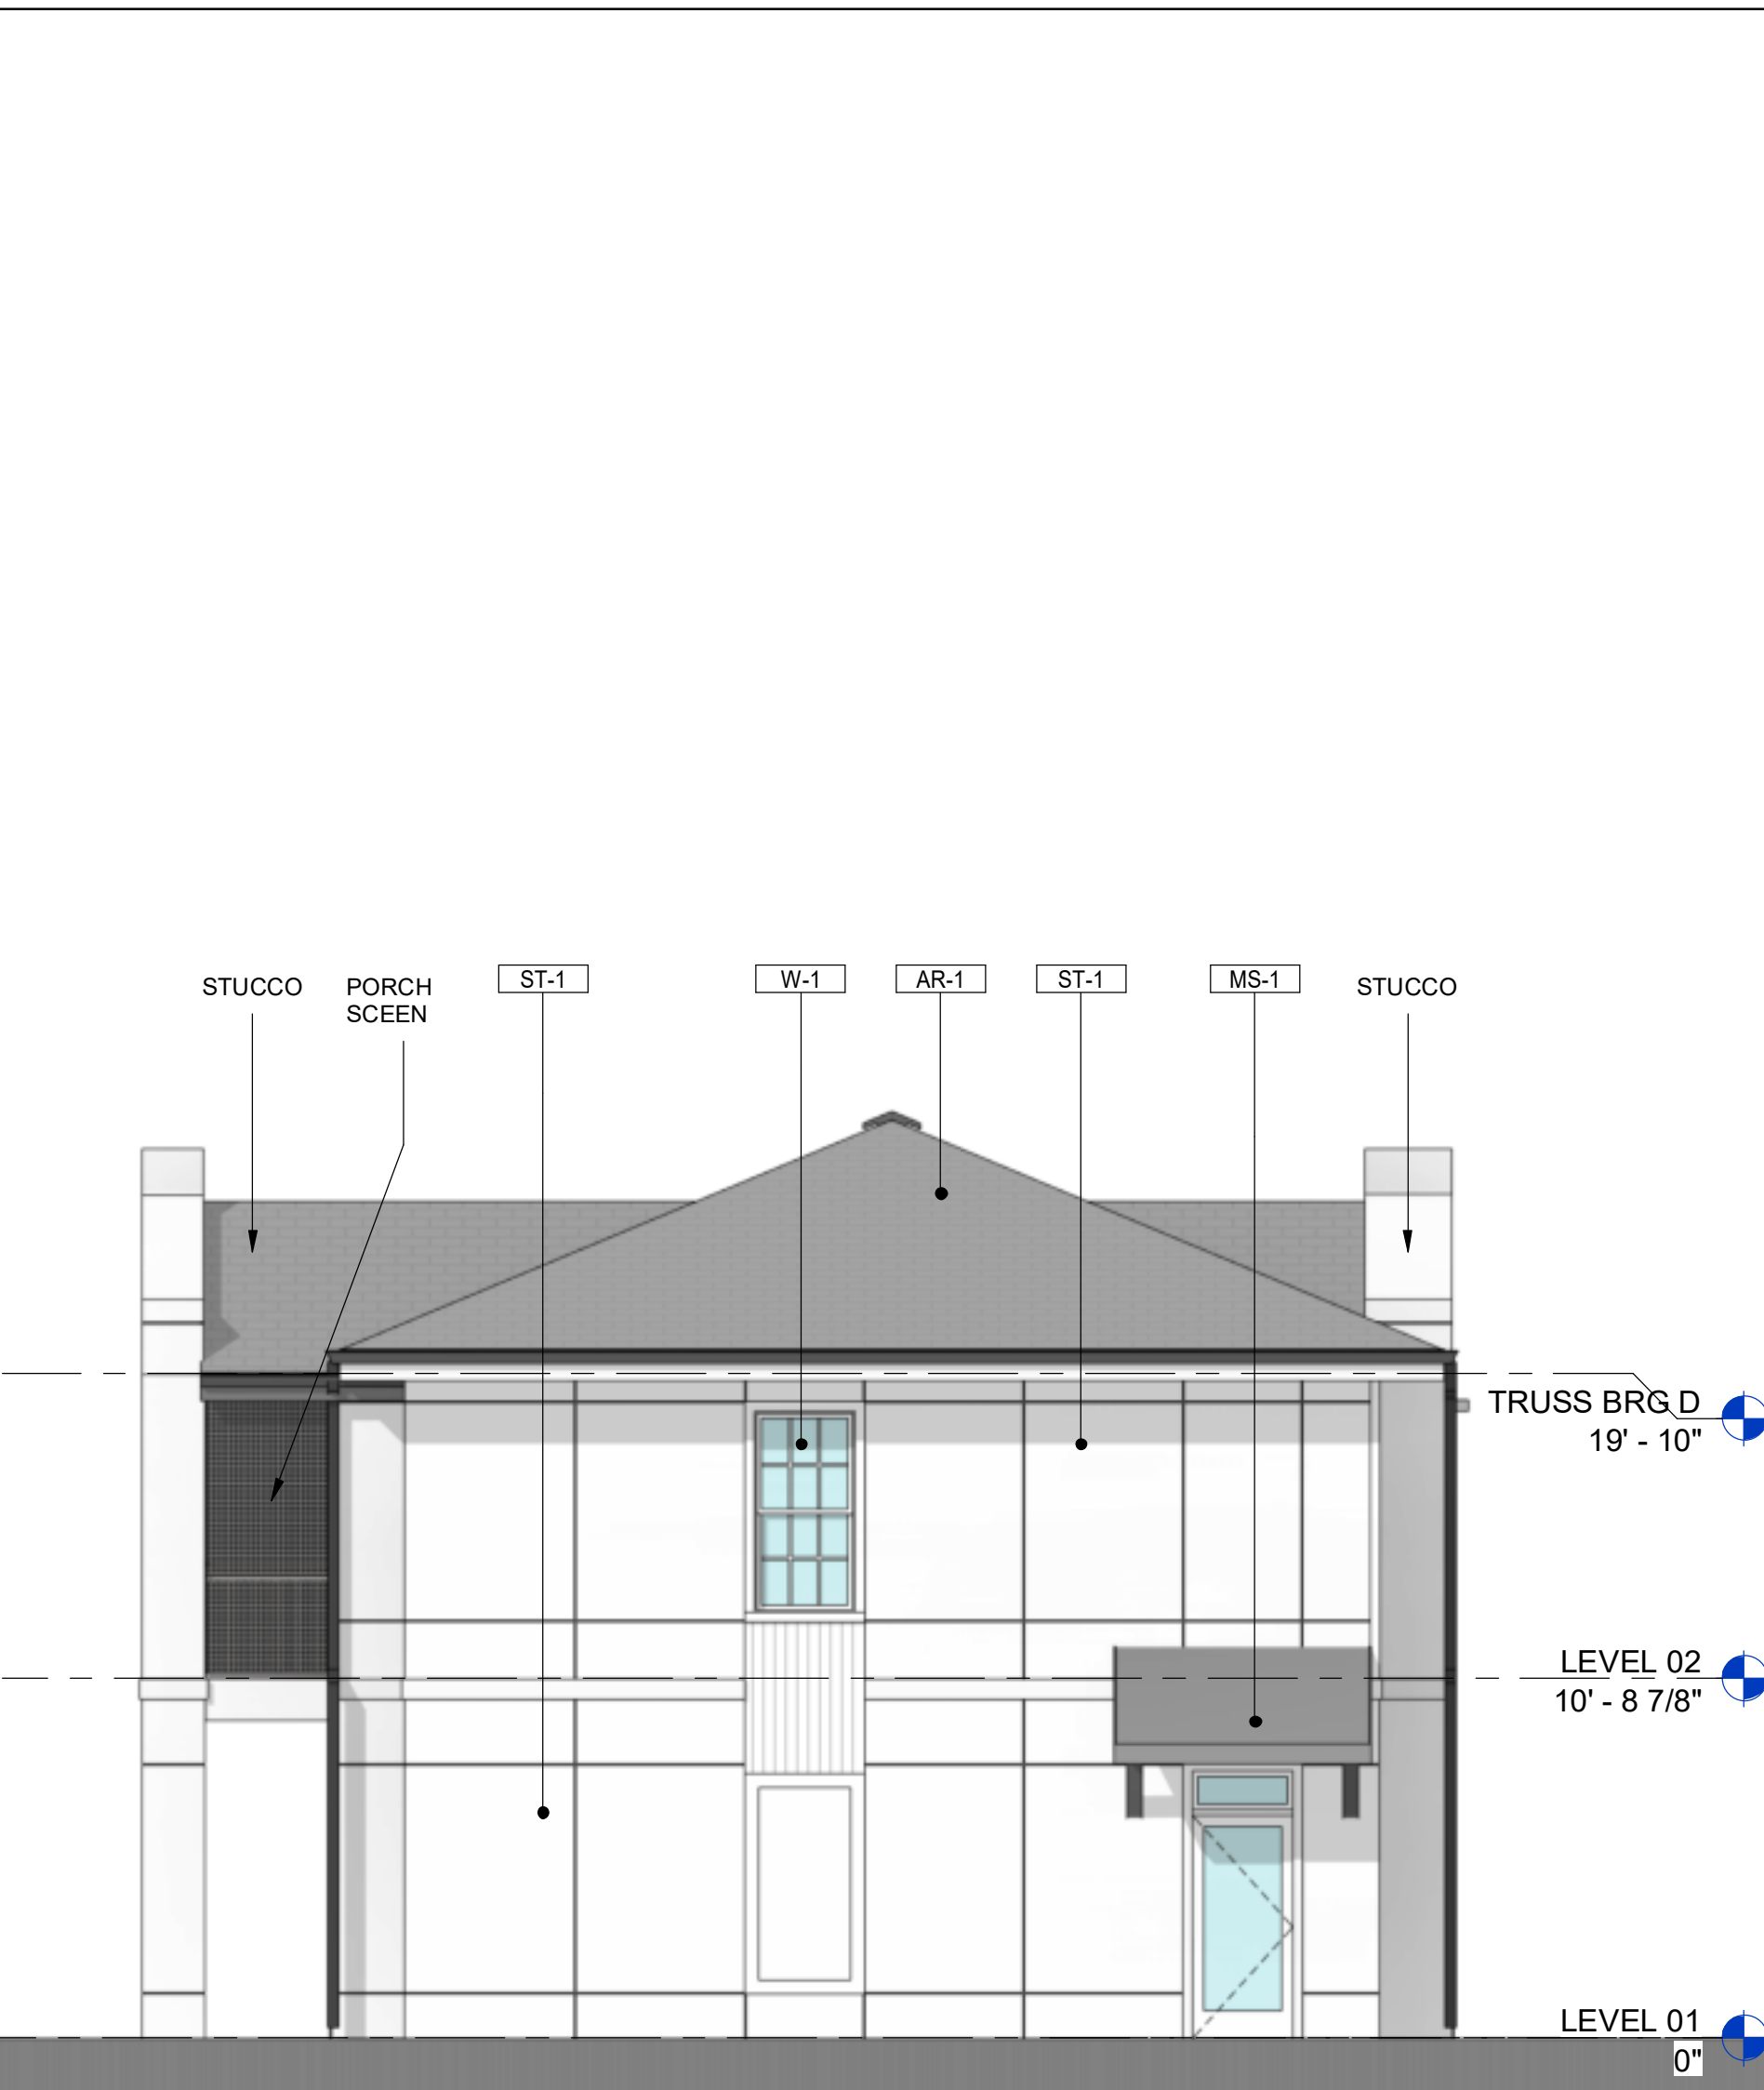 STUCCO
PORCH
SCEEN
ST-1
W-1
AR-1
ST-1
MS-1
STUCCO
TRUSS BRG D
19' - 10"
LEVEL 02
10' - 8 7/8"
LEVEL 01
0"